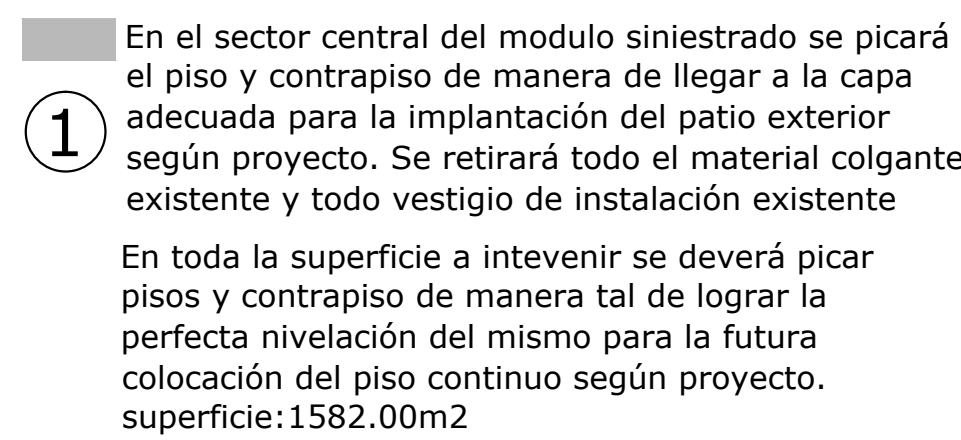 En el sector central del modulo siniestrado se picará
el piso y contrapiso de manera de llegar a la capa
1
adecuada para la implantación del patio exterior
según proyecto. Se retirará todo el material colgante
existente y todo vestigio de instalación existente
En toda la superficie a intevenir se deverá picar
pisos y contrapiso de manera tal de lograr la
perfecta nivelación del mismo para la futura
colocación del piso continuo según proyecto.
superficie:1582.00m2